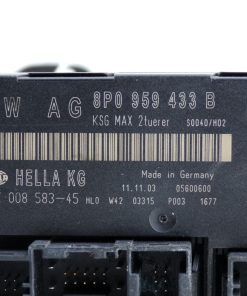 W AG 8P0 959 433 B
KSG MAX 2tuerer S0040/H02
HELLA KG Made in Germany
11.11.03 05600600
008 583-45 HLO W42 03315 P003 1677